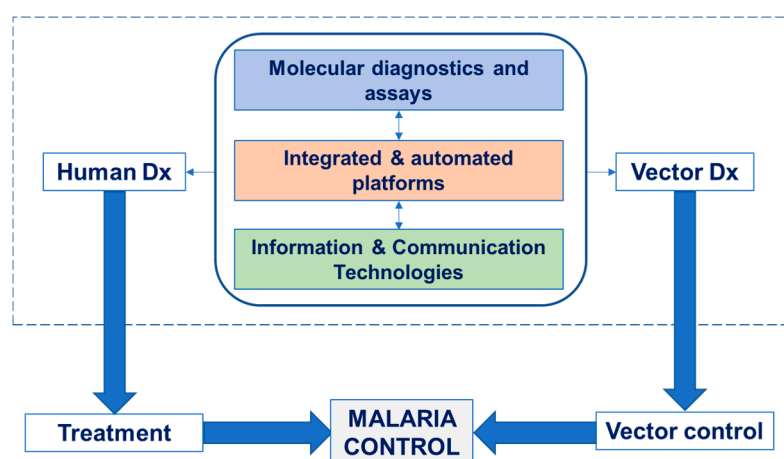 Molecular diagnostics and
assays
Human Dx
Integrated & automated
platforms
Vector Dx
Information & Communication
Technologies
Treatment
MALARIA
CONTROL
Vector control